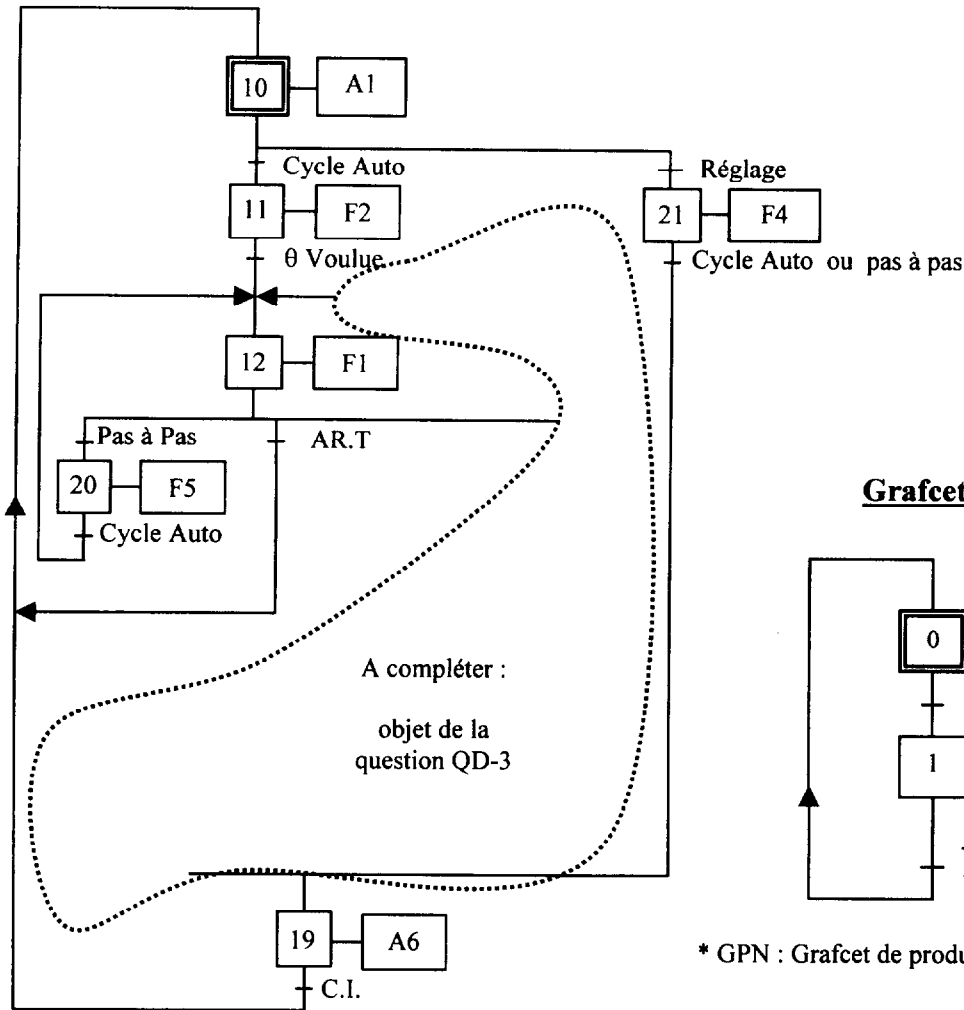 10 A1
Cycle Auto Réglage
11 F2 21 F4
θ Voulue Cycle Auto ou pas à pas
12 F1
Pas à Pas AR.T
20 F5
Cycle Auto
Grafcet
0
A compléter :
objet de la
question QD-3
1
19 A6
C.I.
* GPN : Grafcet de produ